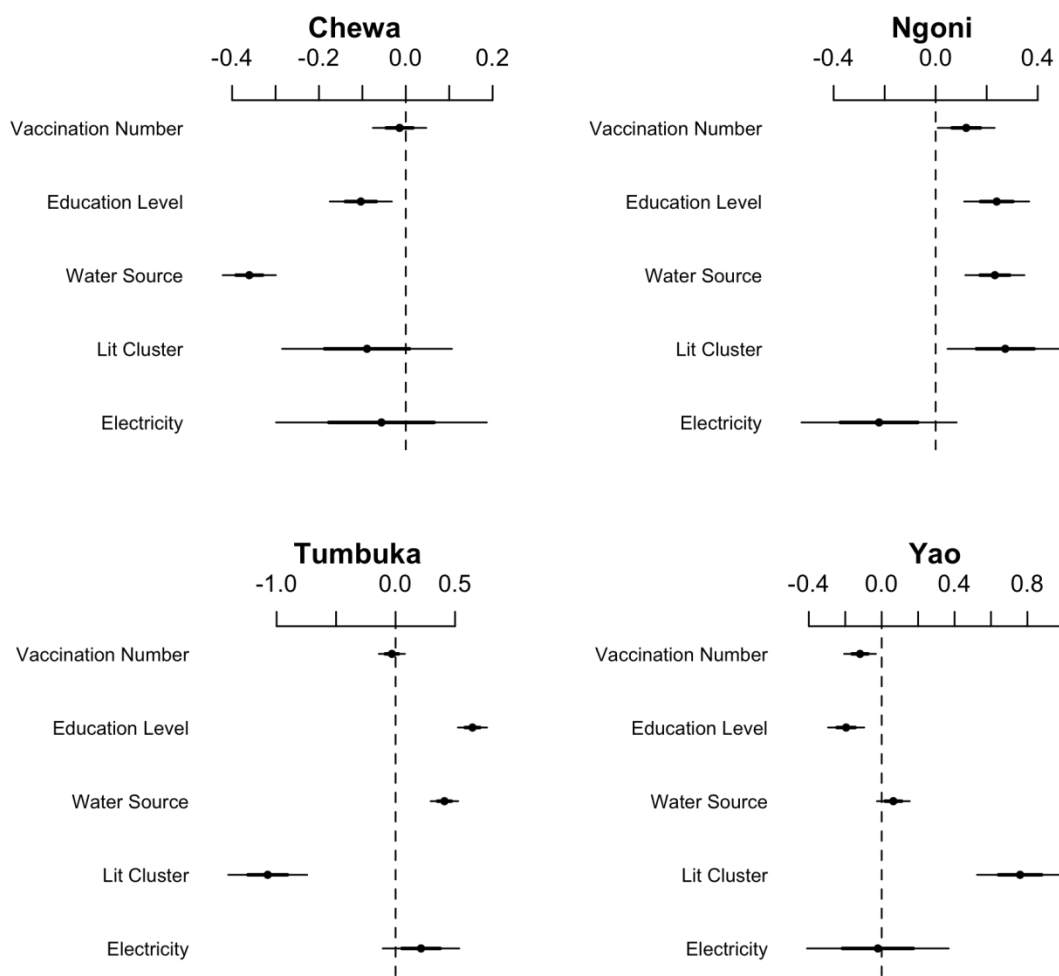 Chewa
-0.4 -0.2 0.0 0.2
Vaccination Number
Education Level
Water Source
Lit Cluster
Electricity
Ngoni
-0.4 0.0 0.4
Vaccination Number
Education Level
Water Source
Lit Cluster
Electricity
Tumbuka
-1.0 0.0 0.5
Vaccination Number
Education Level
Water Source
Lit Cluster
Electricity
Yao
-0.4 0.0 0.4 0.8
Vaccination Number
Education Level
Water Source
Lit Cluster
Electricity